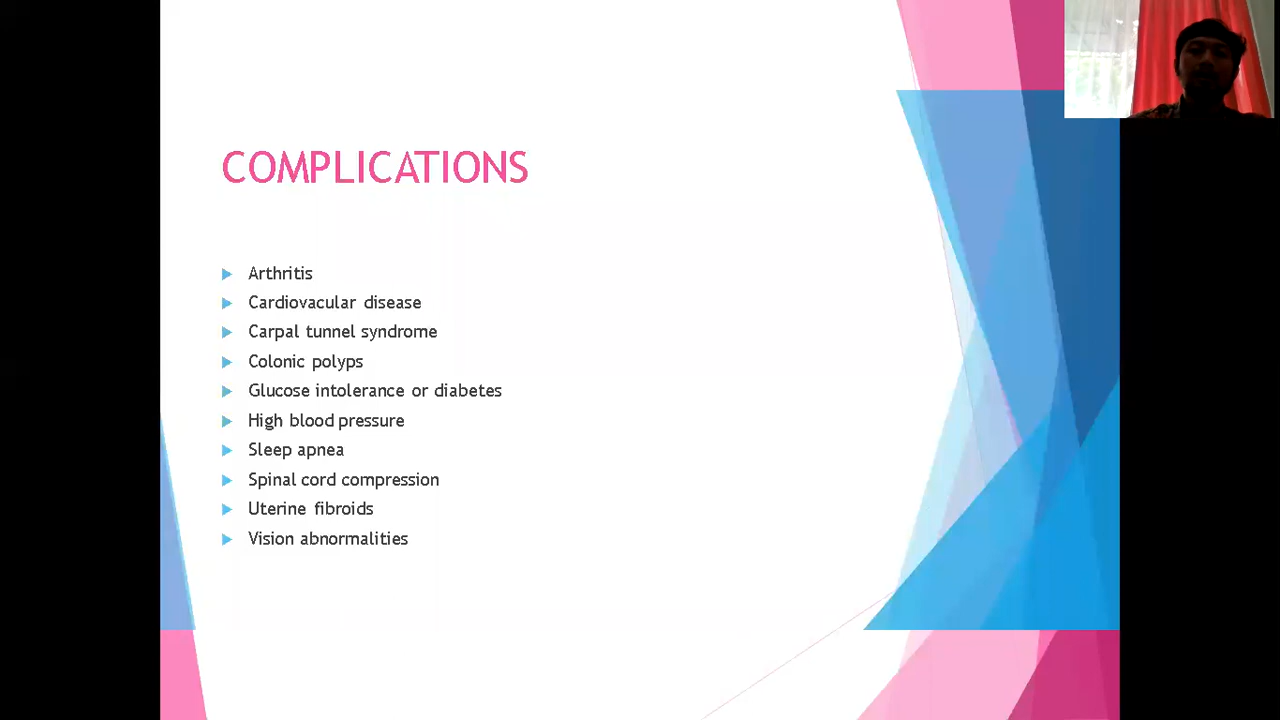 COMPLICATIONS
Arthritis
Cardiovacular disease
Carpal tunnel syndrome
Colonic polyps
Glucose intolerance or diabetes
High blood pressure
Sleep apnea
Spinal cord compression
Uterine fibroids
Vision abnormalities